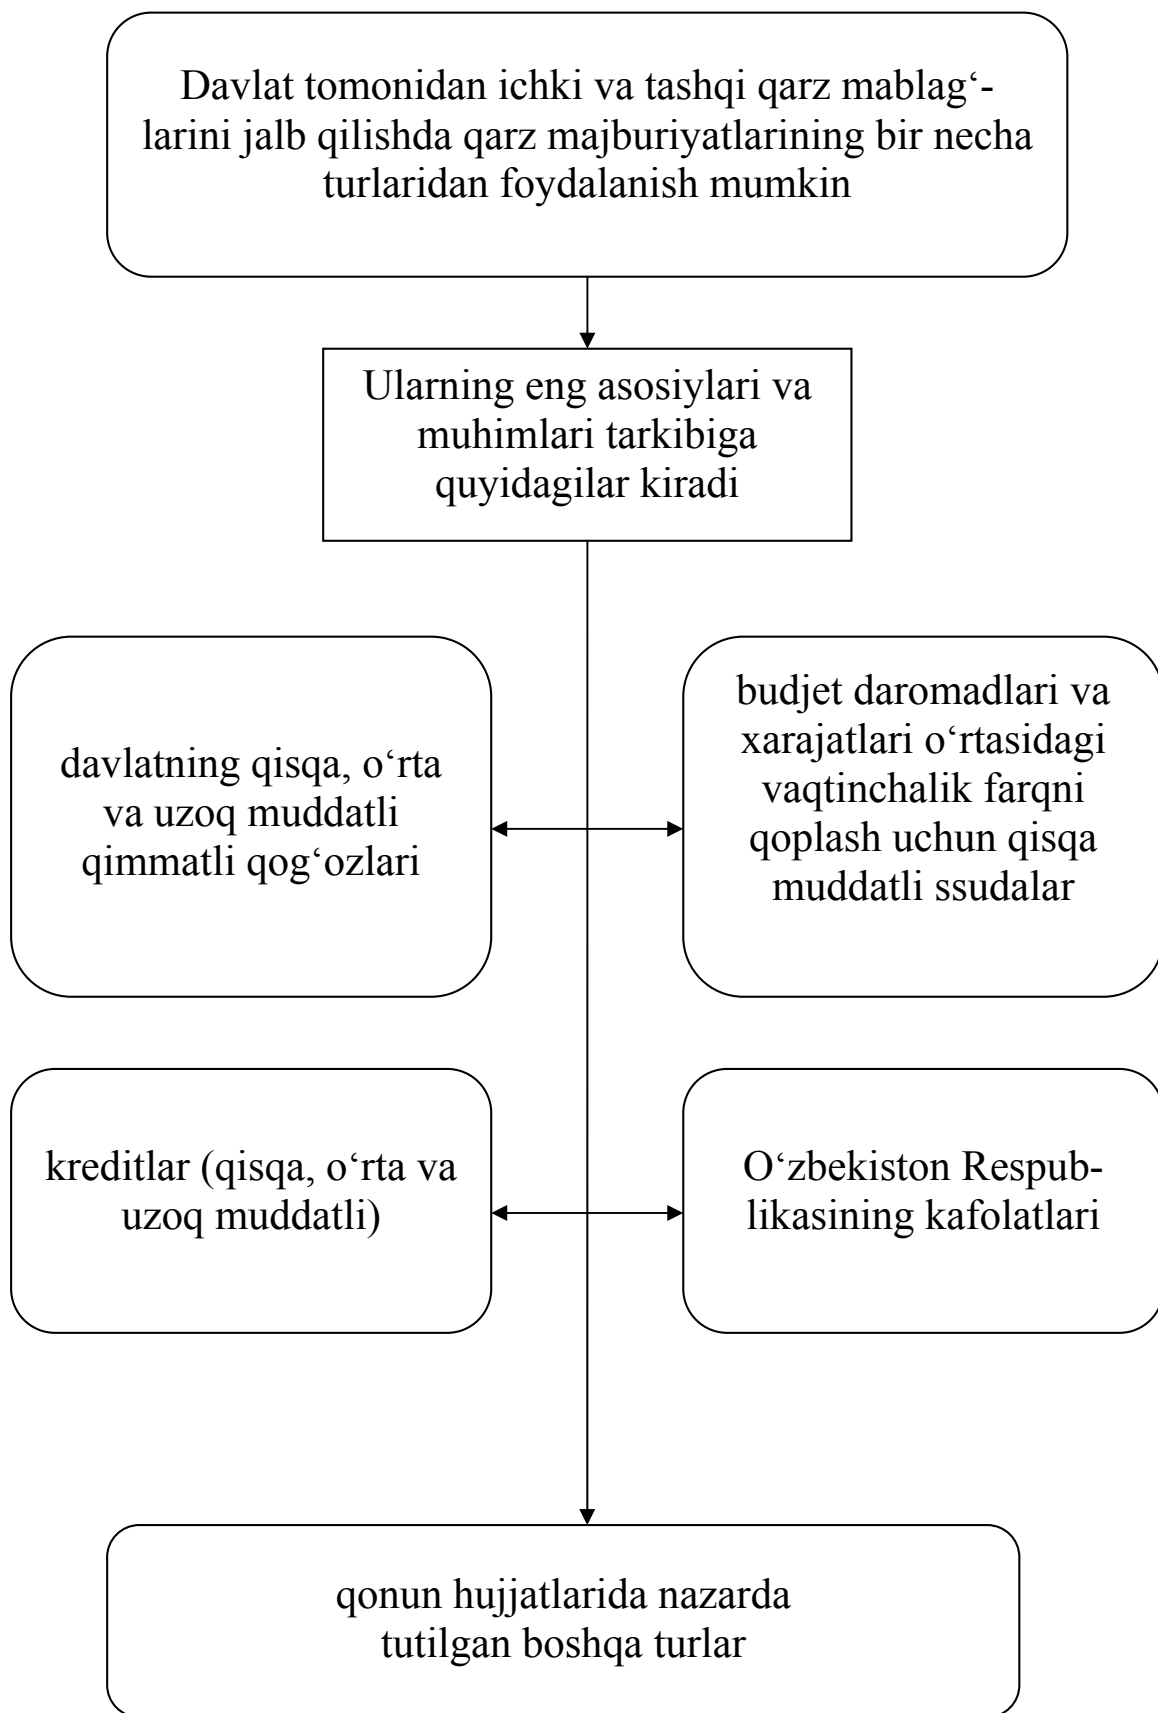 Davlat tomonidan ichki va tashqi qarz mablag‘-
larini jalb qilishda qarz majburiyatlarining bir necha
turlaridan foydalanish mumkin
Ularning eng asosiylari va
muhimlari tarkibiga
quyidagilar kiradi
davlatning qisqa, o‘rta
va uzoq muddatli
qimmatli qog‘ozlari
budjet daromadlari va
xarajatlari o‘rtasidagi
vaqtinchalik farqni
qoplash uchun qisqa
muddatli ssudalar
kreditlar (qisqa, o‘rta va
uzoq muddatli)
O‘zbekiston Respub-
likasining kafolatlari
qonun hujjatlarida nazarda
tutilgan boshqa turlar